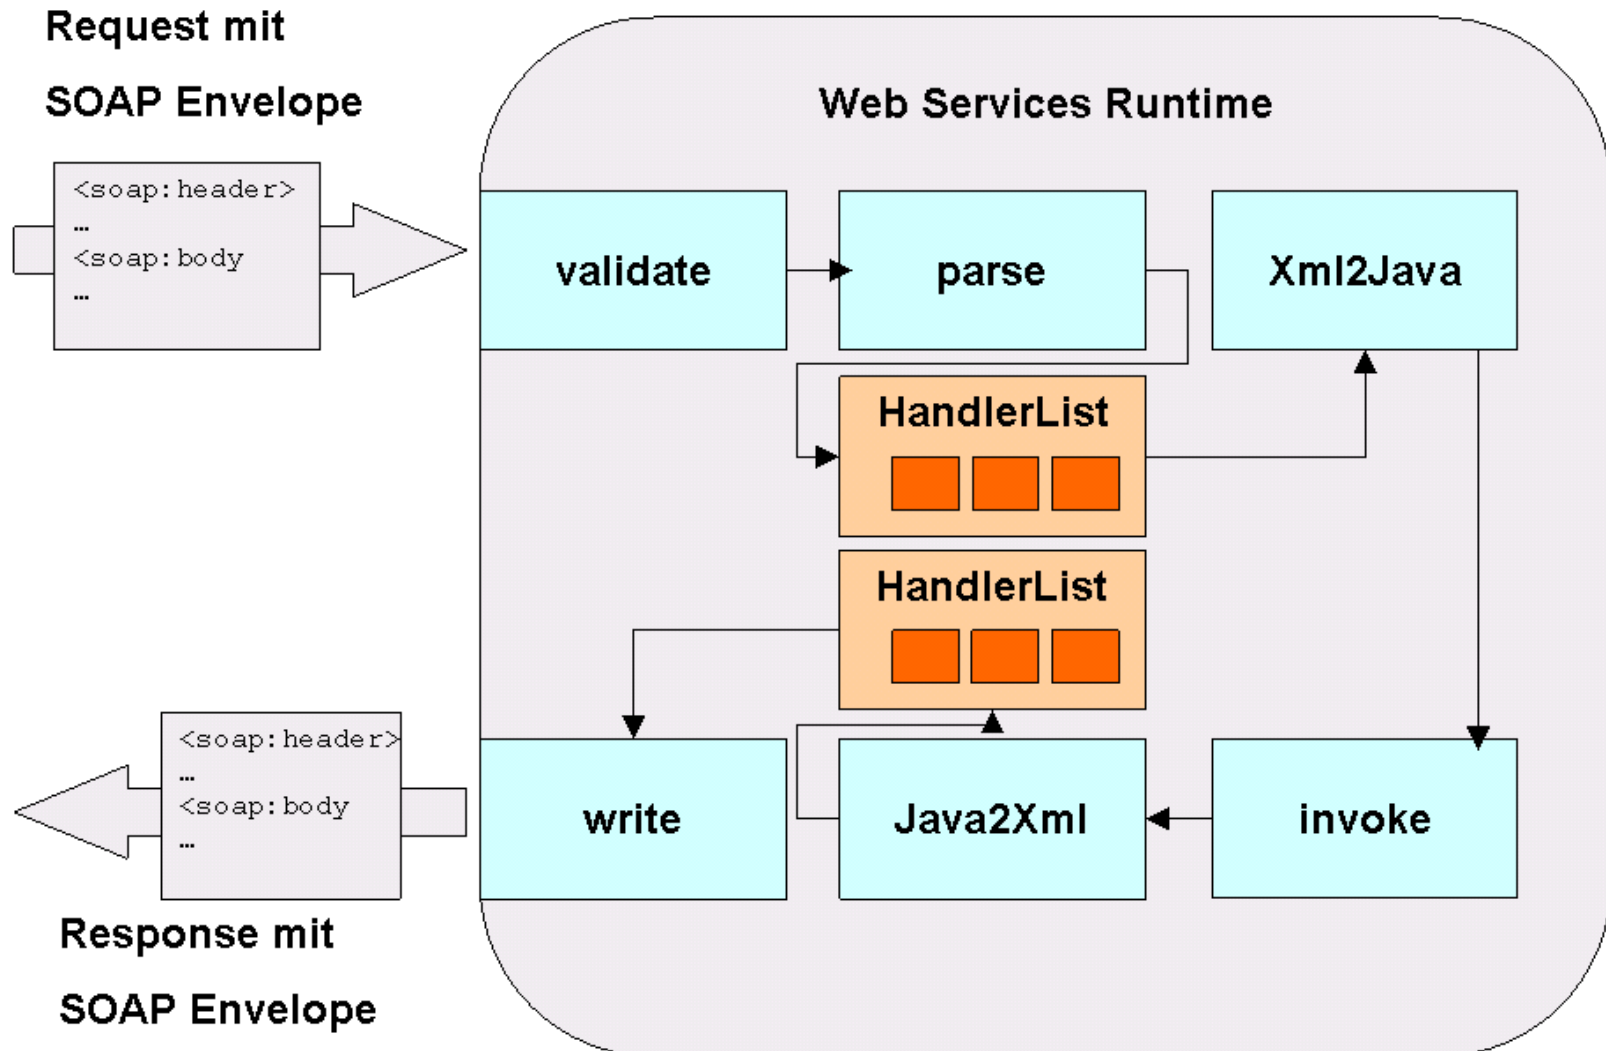 Request mit
SOAP Envelope
Web Services Runtime
<soap:header>
…
<soap:body
…
validate
parse
Xml2Java
HandlerList
HandlerList
<soap:header>
…
<soap:body
…
write
Java2Xml
invoke
Response mit
SOAP Envelope